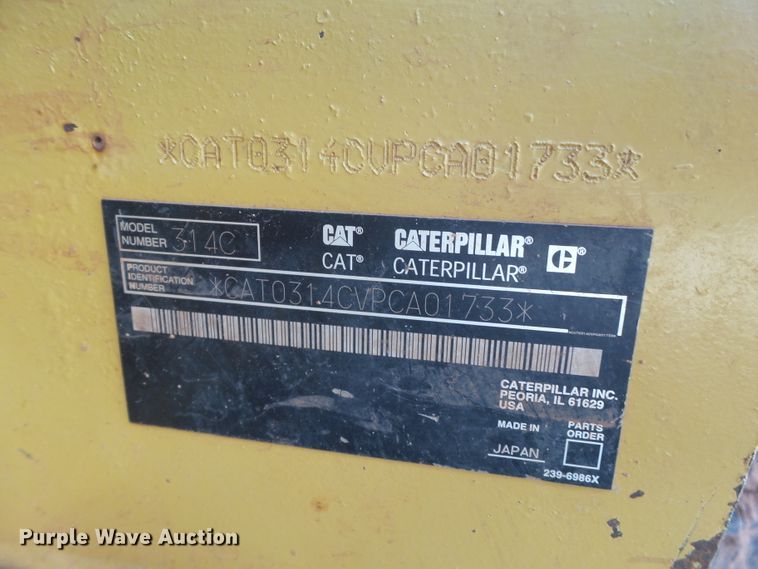 *CAT0314CVPCA01733*
MODEL NUMBER 314C
CAT® CATERPILLAR®
CAT® CATERPILLAR® C®
PRODUCT IDENTIFICATION NUMBER *CAT0314CVPCA01733*
CATERPILLAR INC.
PEORIA, IL 61629
USA
MADE IN JAPAN
PARTS ORDER
239-6986X
Purple Wave Auction